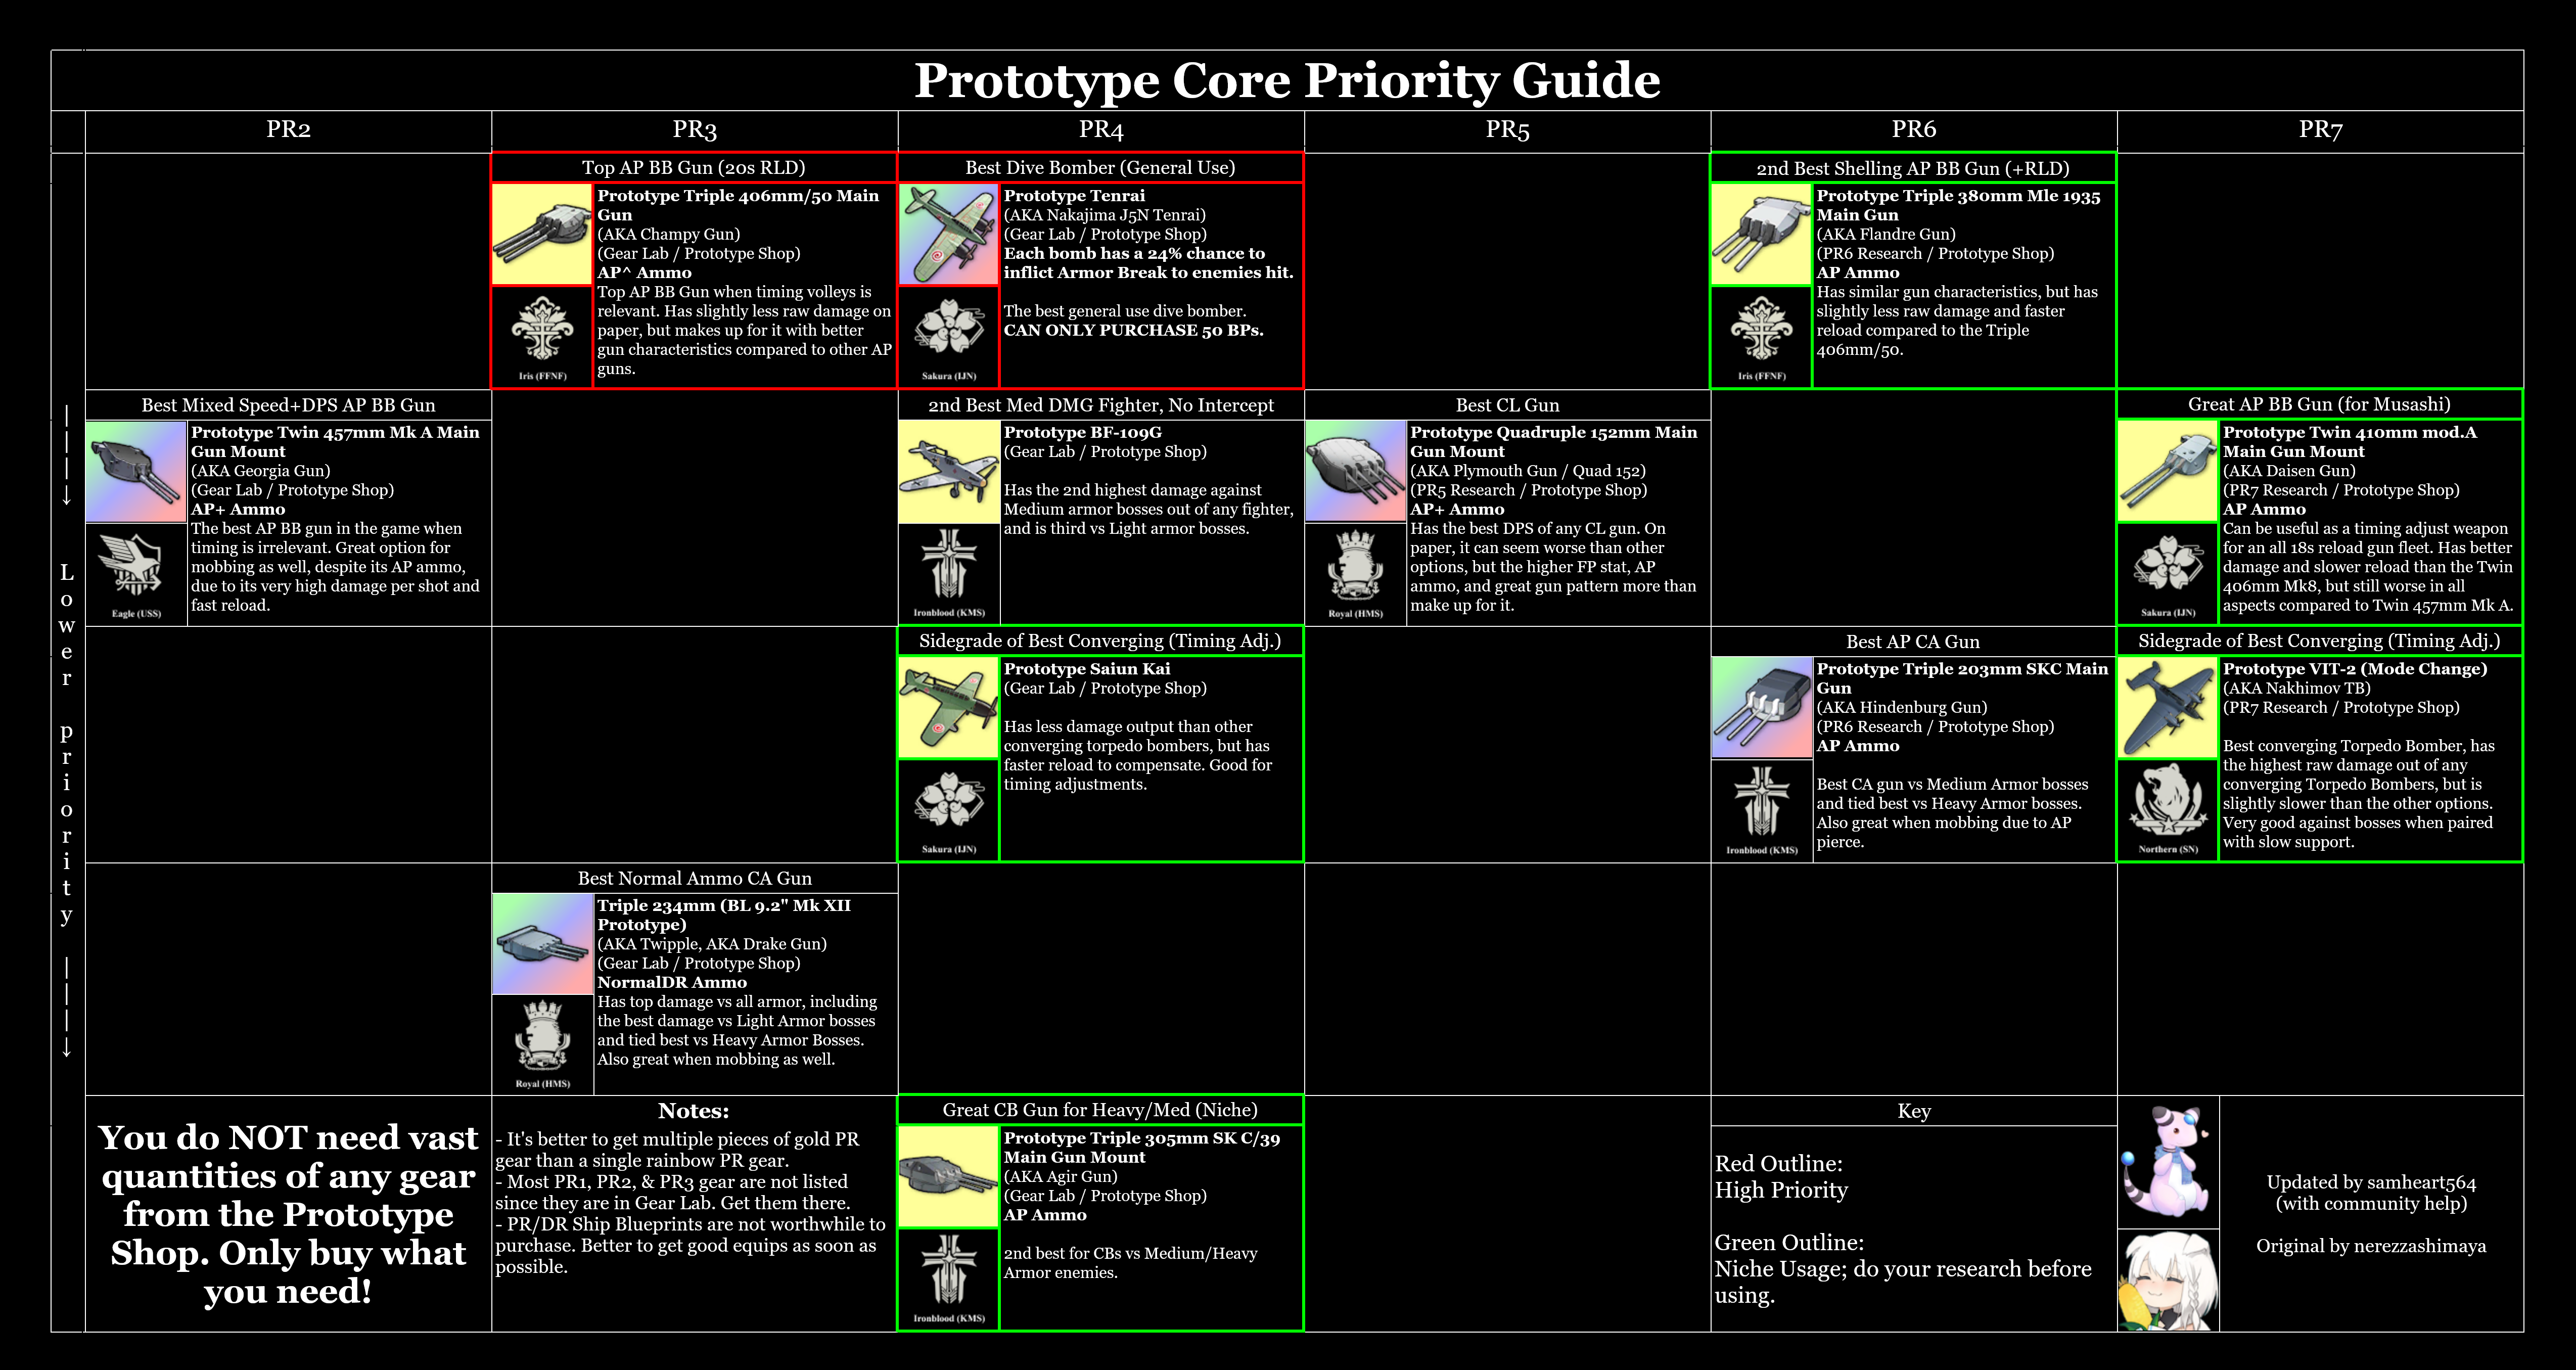 Prototype Core Priority Guide
PR2
PR3
PR4
PR5
PR6
PR7
Lower priority
Top AP BB Gun (20s RLD)
Prototype Triple 406mm/50 Main
Gun
(AKA Champy Gun)
(Gear Lab / Prototype Shop)
AP^ Ammo
Top AP BB Gun when timing volleys is
relevant. Has slightly less raw damage on
paper, but makes up for it with better
gun characteristics compared to other AP
guns.
Iris (FFNF)
Best Dive Bomber (General Use)
Prototype Tenrai
(AKA Nakajima J5N Tenrai)
(Gear Lab / Prototype Shop)
Each bomb has a 24% chance to
inflict Armor Break to enemies hit.
The best general use dive bomber.
CAN ONLY PURCHASE 50 BPs.
Sakura (IJN)
2nd Best Shelling AP BB Gun (+RLD)
Prototype Triple 380mm Mle 1935
Main Gun
(AKA Flandre Gun)
(PR6 Research / Prototype Shop)
AP Ammo
Has similar gun characteristics, but has
slightly less raw damage and faster
reload compared to the Triple
406mm/50.
Iris (FFNF)
Best Mixed Speed+DPS AP BB Gun
Prototype Twin 457mm Mk A Main
Gun Mount
(AKA Georgia Gun)
(Gear Lab / Prototype Shop)
AP+ Ammo
The best AP BB gun in the game when
timing is irrelevant. Great option for
mobbing as well, despite its AP ammo,
due to its very high damage per shot and
fast reload.
Eagle (USS)
2nd Best Med DMG Fighter, No Intercept
Prototype BF-109G
(Gear Lab / Prototype Shop)
Has the 2nd highest damage against
Medium armor bosses out of any fighter,
and is third vs Light armor bosses.
Ironblood (KMS)
Best CL Gun
Prototype Quadruple 152mm Main
Gun Mount
(AKA Plymouth Gun / Quad 152)
(PR5 Research / Prototype Shop)
AP+ Ammo
Has the best DPS of any CL gun. On
paper, it can seem worse than other
options, but the higher FP stat, AP
ammo, and great gun pattern more than
make up for it.
Royal (HMS)
Great AP BB Gun (for Musashi)
Prototype Twin 410mm mod.A
Main Gun Mount
(AKA Daisen Gun)
(PR7 Research / Prototype Shop)
AP Ammo
Can be useful as a timing adjust weapon
for an all 18s reload gun fleet. Has better
damage and slower reload than the Twin
406mm Mk8, but still worse in all
aspects compared to Twin 457mm Mk A.
Sakura (IJN)
Sidegrade of Best Converging (Timing Adj.)
Prototype Saiun Kai
(Gear Lab / Prototype Shop)
Has less damage output than other
converging torpedo bombers, but has
faster reload to compensate. Good for
timing adjustments.
Sakura (IJN)
Best AP CA Gun
Prototype Triple 203mm SKC Main
Gun
(AKA Hindenburg Gun)
(PR6 Research / Prototype Shop)
AP Ammo
Best CA gun vs Medium Armor bosses
and tied best vs Heavy Armor bosses.
Also great when mobbing due to AP
pierce.
Ironblood (KMS)
Sidegrade of Best Converging (Timing Adj.)
Prototype VIT-2 (Mode Change)
(AKA Nakhimov TB)
(PR7 Research / Prototype Shop)
Best converging Torpedo Bomber, has
the highest raw damage out of any
converging Torpedo Bombers, but is
slightly slower than the other options.
Very good against bosses when paired
with slow support.
Northern (SN)
Best Normal Ammo CA Gun
Triple 234mm (BL 9.2" Mk XII
Prototype)
(AKA Twipple, AKA Drake Gun)
(Gear Lab / Prototype Shop)
NormalDR Ammo
Has top damage vs all armor, including
the best damage vs Light Armor bosses
and tied best vs Heavy Armor Bosses.
Also great when mobbing as well.
Royal (HMS)
You do NOT need vast
quantities of any gear
from the Prototype
Shop. Only buy what
you need!
Notes:
- It's better to get multiple pieces of gold PR
gear than a single rainbow PR gear.
- Most PR1, PR2, & PR3 gear are not listed
since they are in Gear Lab. Get them there.
- PR/DR Ship Blueprints are not worthwhile to
purchase. Better to get good equips as soon as
possible.
Great CB Gun for Heavy/Med (Niche)
Prototype Triple 305mm SK C/39
Main Gun Mount
(AKA Agir Gun)
(Gear Lab / Prototype Shop)
AP Ammo
2nd best for CBs vs Medium/Heavy
Armor enemies.
Ironblood (KMS)
Key
Red Outline:
High Priority
Green Outline:
Niche Usage; do your research before
using.
Updated by samheart564
(with community help)
Original by nerezzashimaya